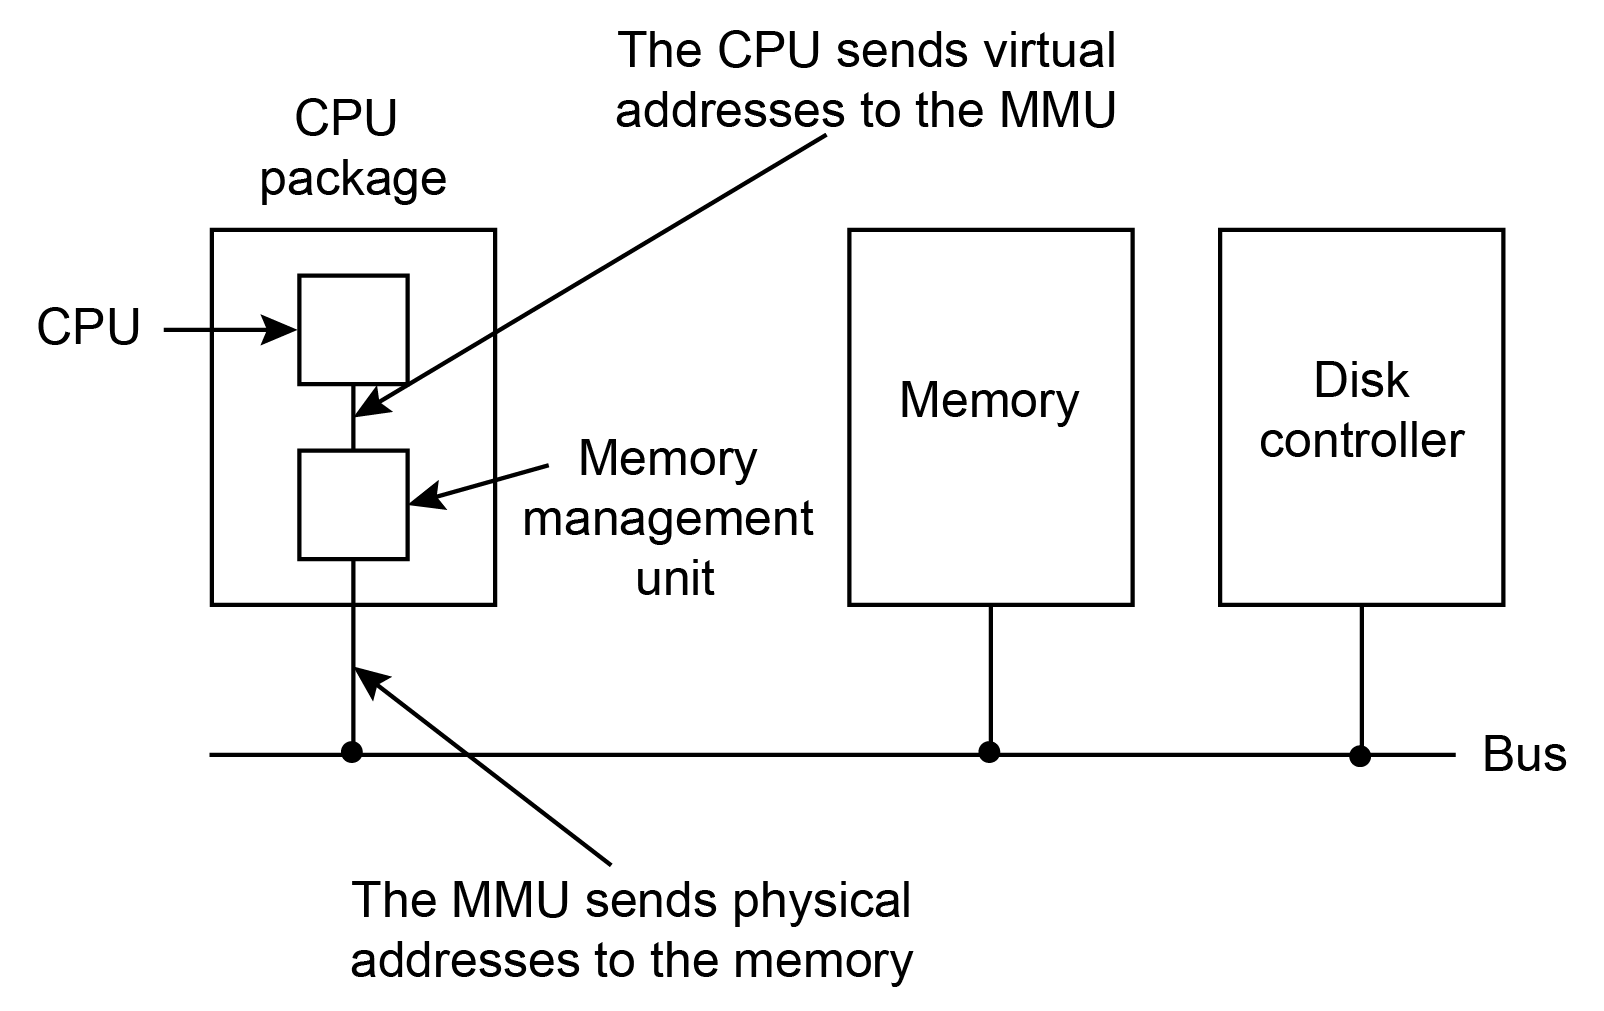 The CPU sends virtual
addresses to the MMU
CPU
package
CPU
Memory
management
unit
Memory
Disk
controller
Bus
The MMU sends physical
addresses to the memory